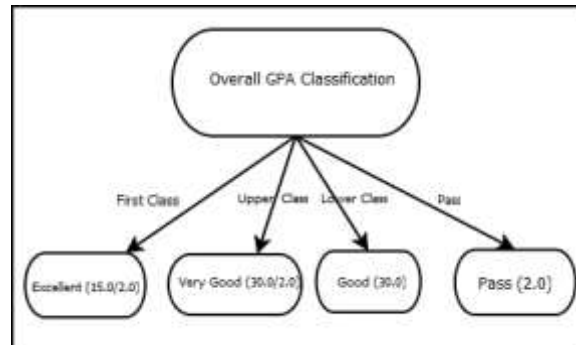 Overall GPA Classification
First Class
Upper Class
Lower Class
Pass
Excellent (15.0/2.0)
Very Good (30.0/2.0)
Good (30.0)
Pass (2.0)